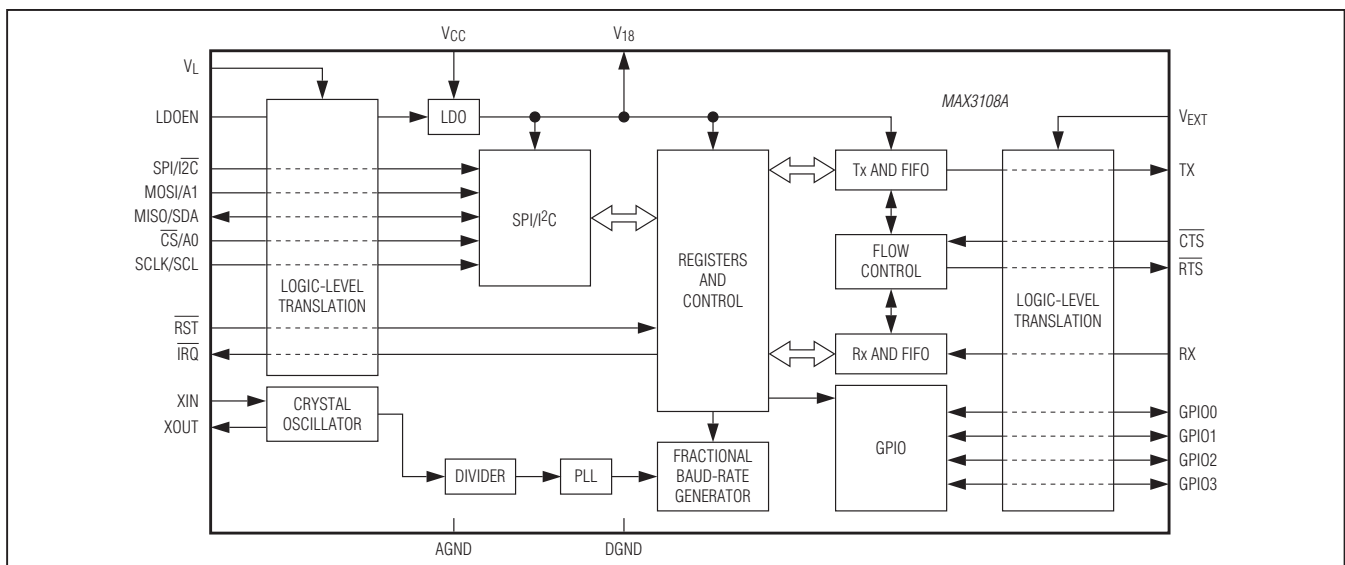 VCC
V18
VL
MAX3108A
LDOEN
LDO
VEXT
SPI/I2C
Tx AND FIFO
TX
MOSI/A1
MISO/SDA
SPI/I2C
CS/A0
FLOW
CONTROL
CTS
SCLK/SCL
REGISTERS
AND
CONTROL
RTS
LOGIC-LEVEL
TRANSLATION
LOGIC-LEVEL
TRANSLATION
RST
IRQ
Rx AND FIFO
RX
XIN
XOUT
CRYSTAL
OSCILLATOR
GPIO
GPIO0
GPIO1
GPIO2
GPIO3
DIVIDER
PLL
FRACTIONAL
BAUD-RATE
GENERATOR
AGND
DGND